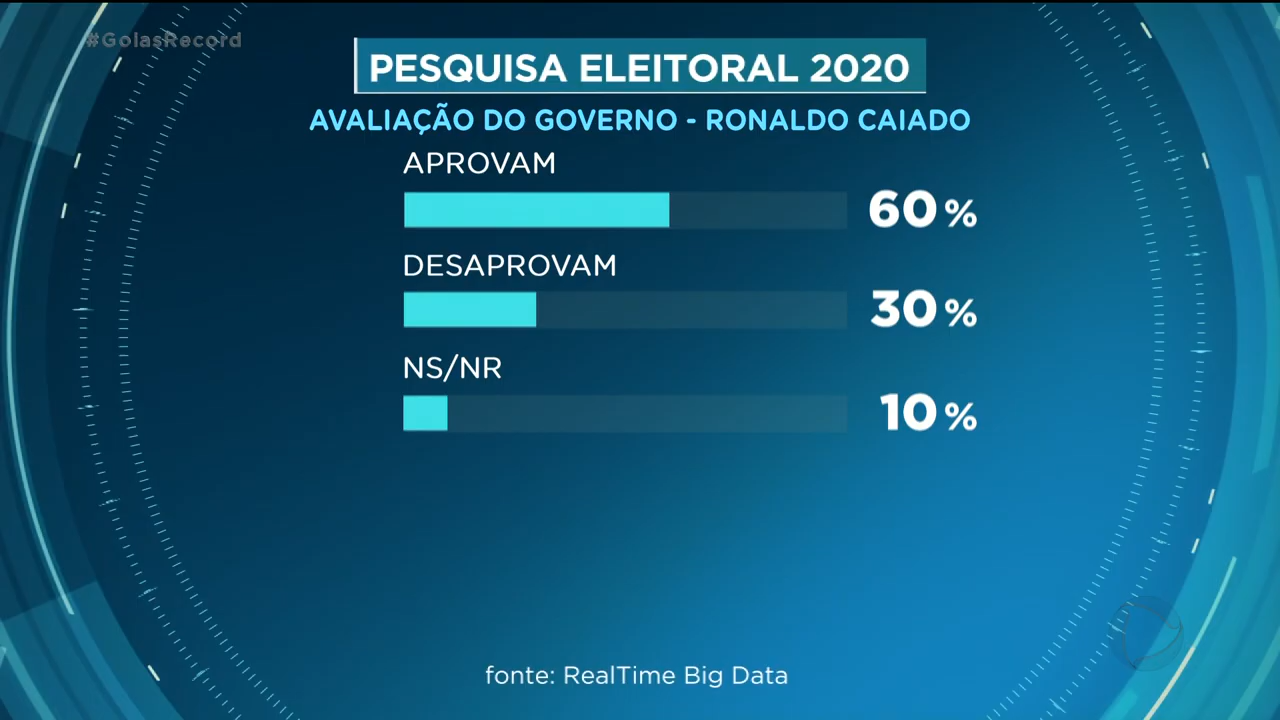 #GoiasRecord
PESQUISA ELEITORAL 2020
AVALIAÇÃO DO GOVERNO - RONALDO CAIADO
APROVAM
60%
DESAPROVAM
30%
NS/NR
10%
fonte: RealTime Big Data